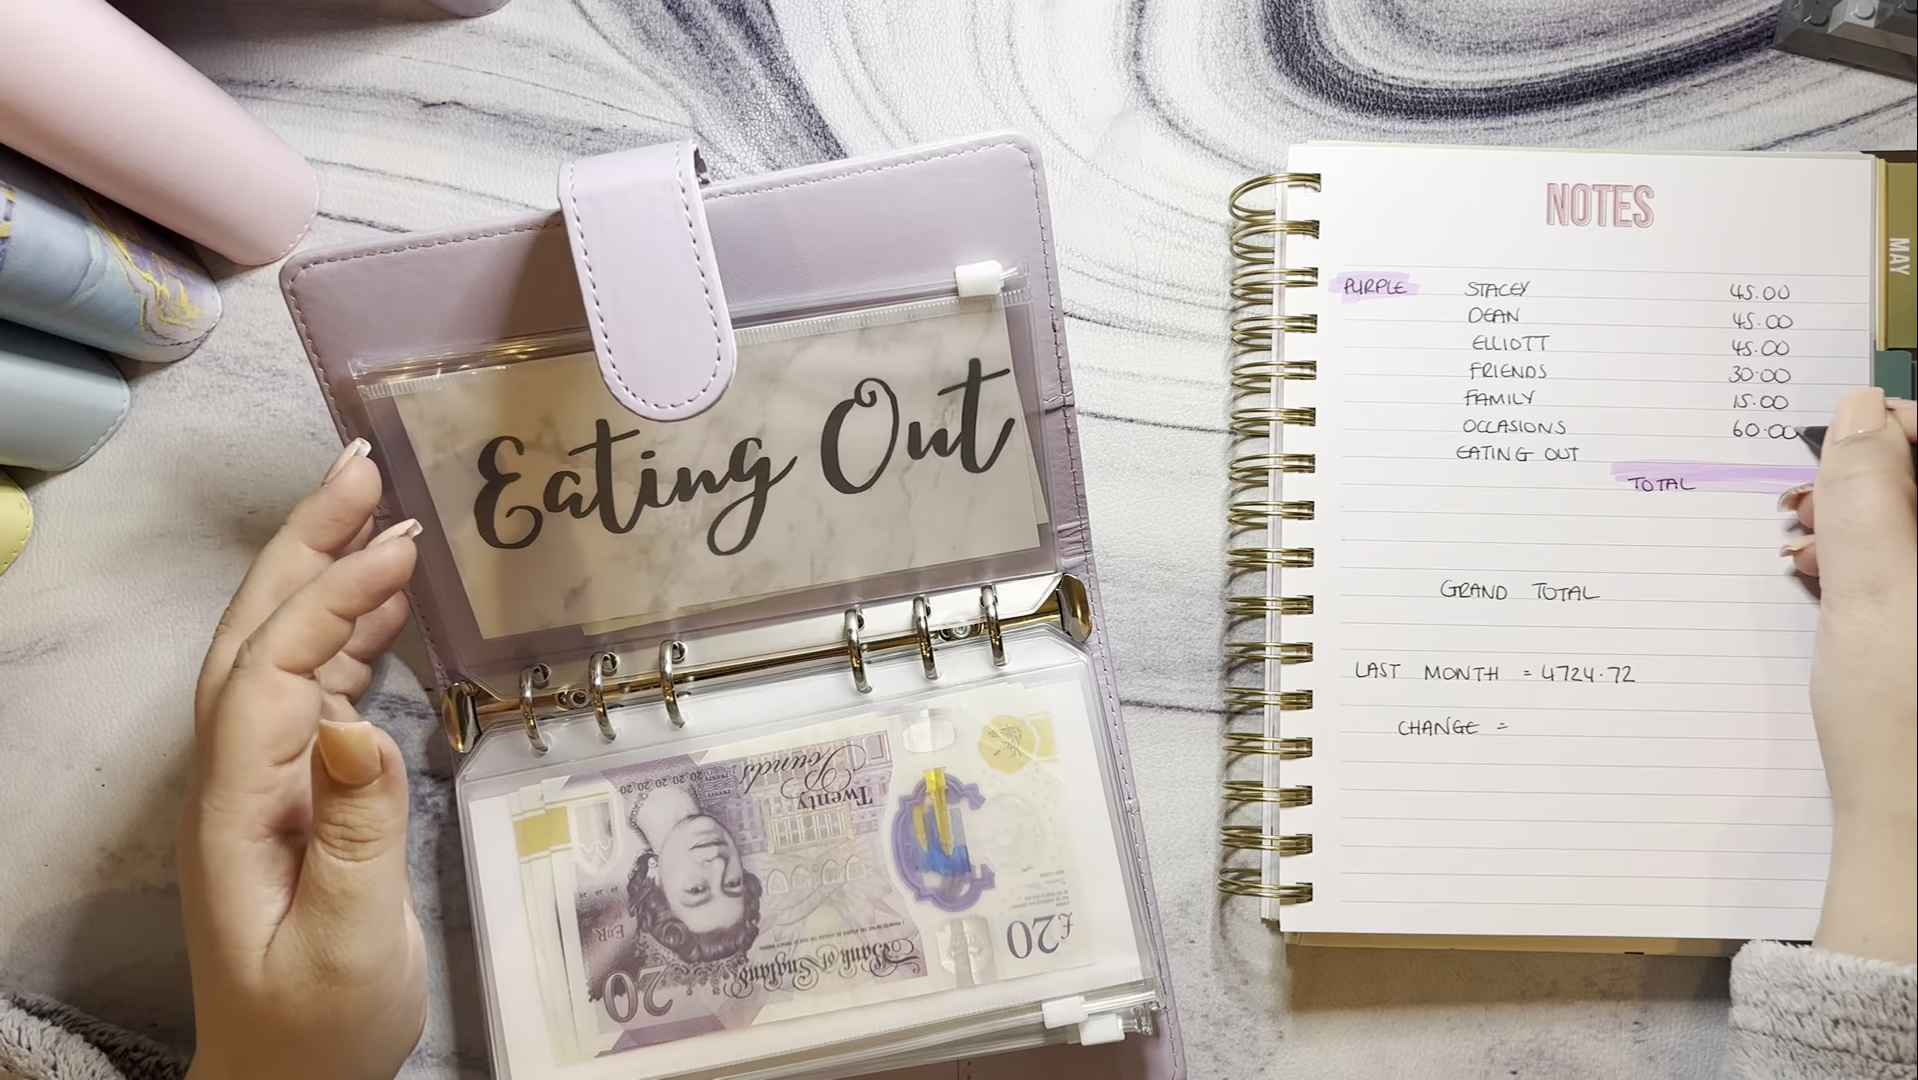 Eating Out
Twenty
Pounds
Bank of England
£20
20
EIIR
NOTES
MAY
PURPLE STACEY 45.00
DEAN 45.00
ELLIOTT 45.00
FRIENDS 30.00
FAMILY 15.00
OCCASIONS 60.00
EATING OUT
TOTAL
GRAND TOTAL
LAST MONTH = 4724.72
CHANGE =